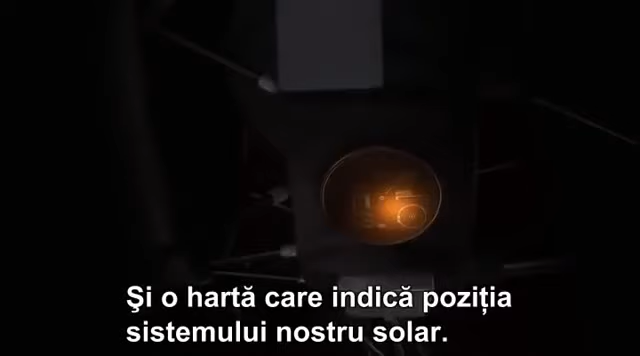 Şi o hartă care indică poziţia
sistemului nostru solar.